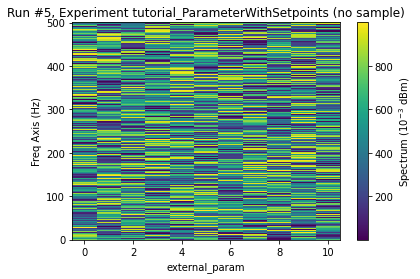 Run #5, Experiment tutorial_ParameterWithSetpoints (no sample)
500
400
300
200
100
0
Freq Axis (Hz)
0 2 4 6 8 10
external_param
800
600
400
200
Spectrum (10⁻³ dBm)